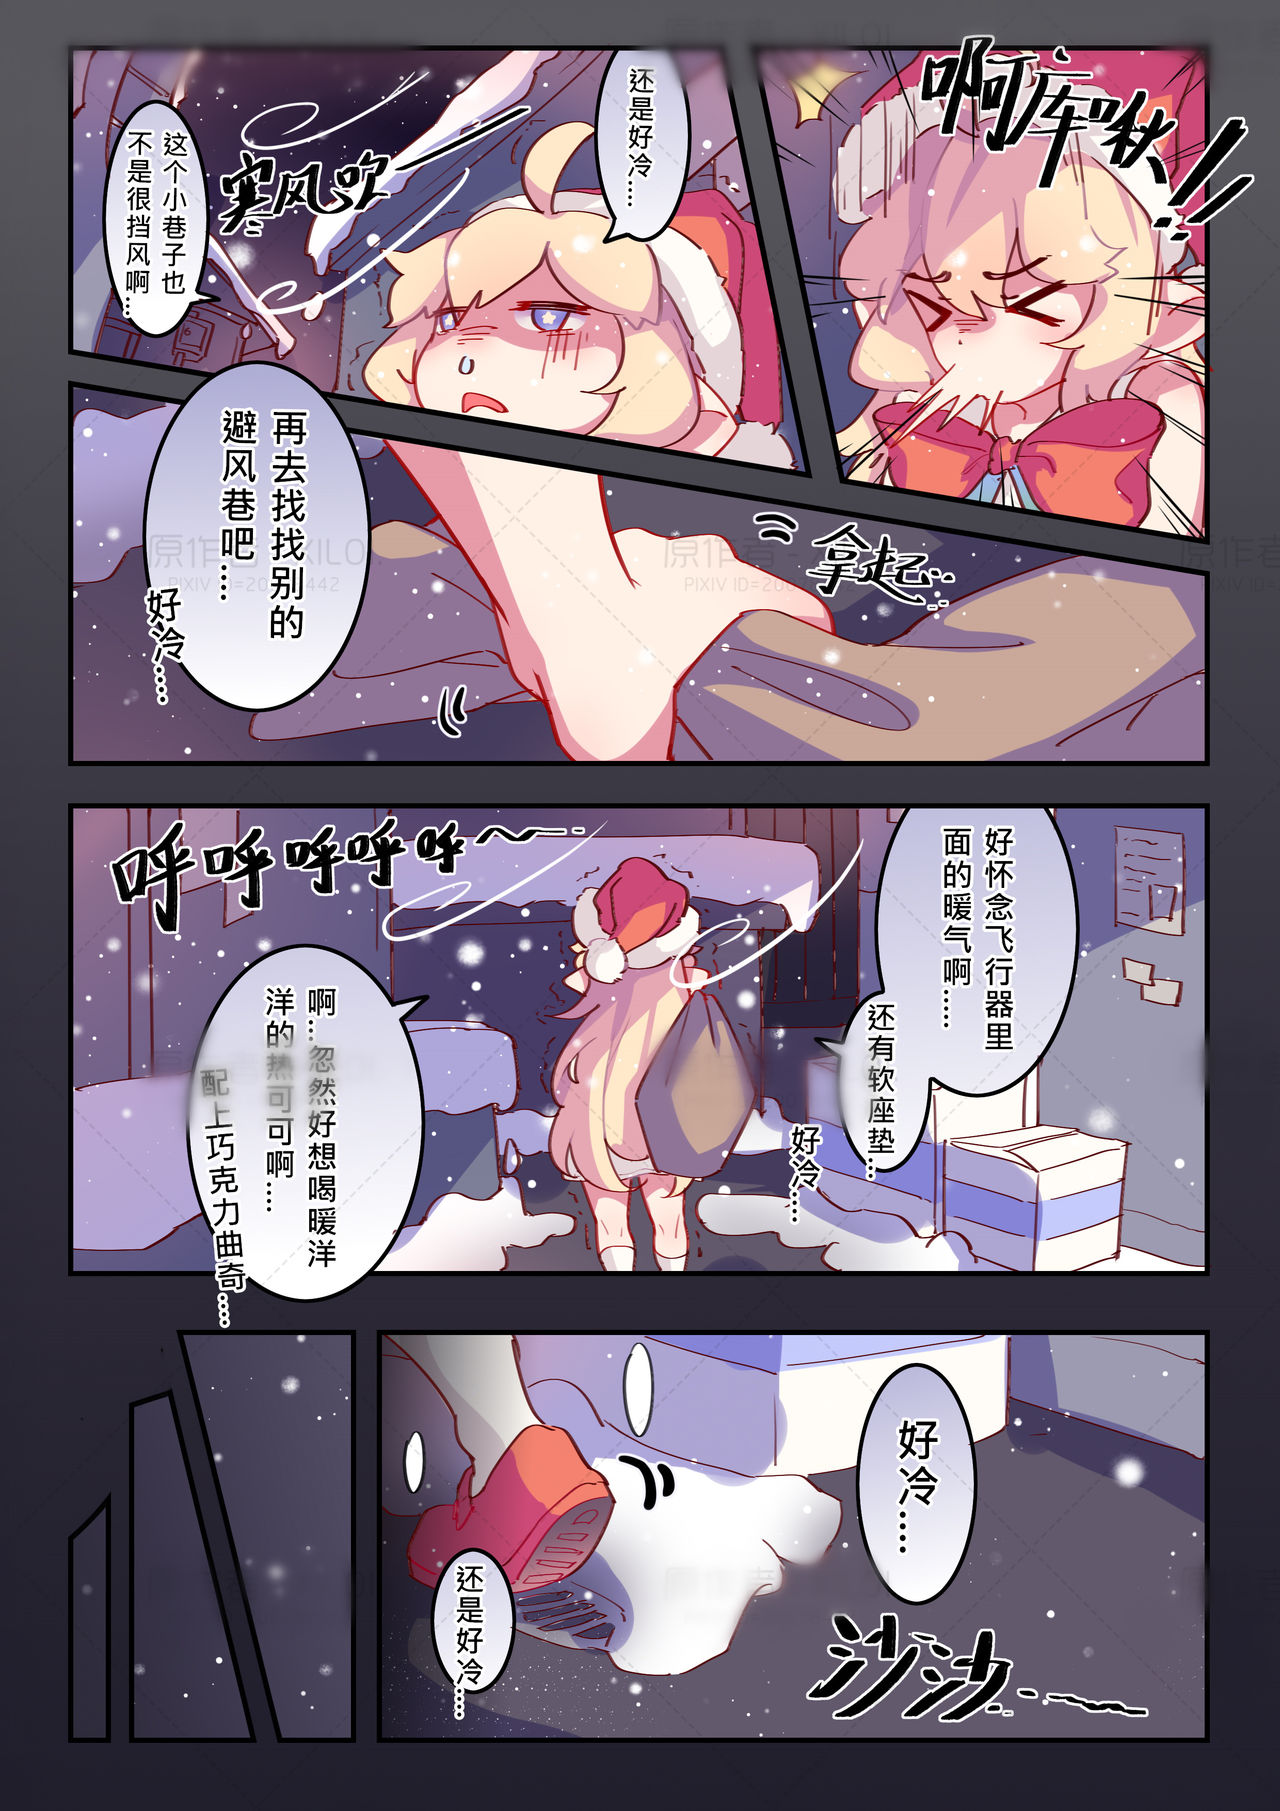 啊库啾!!!
还是好冷…
寒风吹
这个小巷子也
不是很挡风啊…
再去找找别的
避风巷吧…
好冷……
拿起…
呼呼呼呼呼～
好怀念飞行器里
面的暖气啊……
还有软座垫…
好冷……
啊…忽然好想喝暖洋
洋的热可可啊……
配上巧克力曲奇……
好冷……
还是好冷……
沙沙